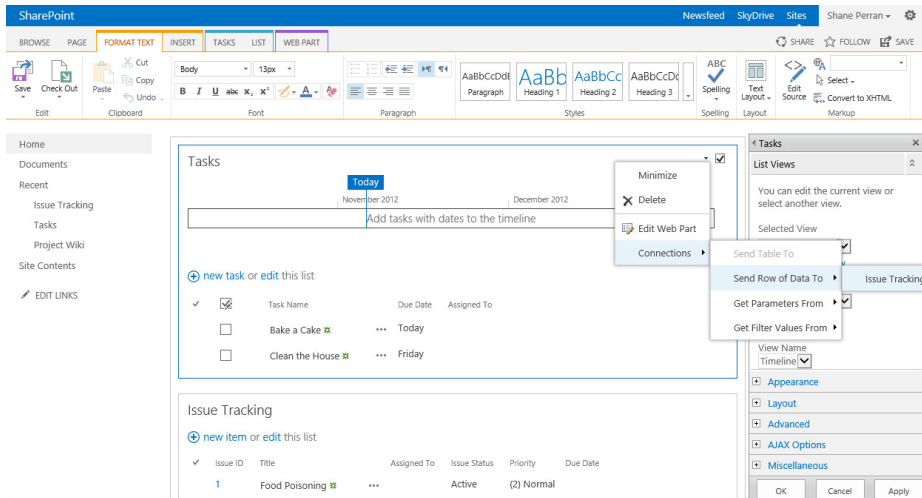 SharePoint Newsfeed SkyDrive Sites Shane Perran
BROWSE PAGE FORMAT TEXT INSERT TASKS LIST WEB PART SHARE FOLLOW SAVE
Save
Check Out
Edit
Paste
Cut
Copy
Undo
Clipboard
Body 13px
B I U abc x₂ x² A
Font
Paragraph
AaBbCcDdE AaBb AaBbCc AaBbCcDc
Paragraph Heading 1 Heading 2 Heading 3
Styles
ABC
Spelling
Spelling
Text
Layout
Layout
Edit
Source
Select
Convert to XHTML
Markup
Home
Documents
Recent
Issue Tracking
Tasks
Project Wiki
Site Contents
EDIT LINKS
Tasks
Today
November 2012 December 2012
Add tasks with dates to the timeline
new task or edit this list
Task Name Due Date Assigned To
Bake a Cake ... Today
Clean the House ... Friday
Minimize
Delete
Edit Web Part
Connections
Send Table To
Send Row of Data To
Get Parameters From
Get Filter Values From
Issue Tracking
Issue Tracking
new item or edit this list
Issue ID Title Assigned To Issue Status Priority Due Date
1 Food Poisoning ... Active (2) Normal
Tasks
List Views
You can edit the current view or
select another view.
Selected View
View Name
Timeline
Appearance
Layout
Advanced
AJAX Options
Miscellaneous
OK Cancel Apply